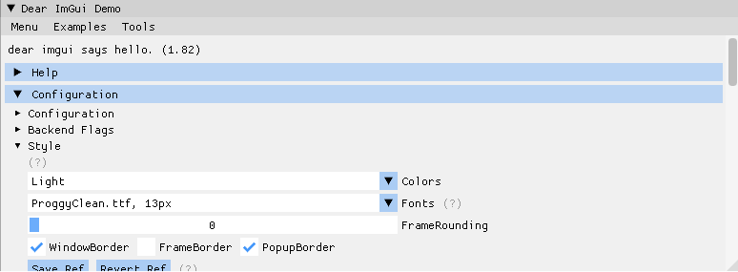 Dear ImGui Demo
Menu Examples Tools
dear imgui says hello. (1.82)
Help
Configuration
Configuration
Backend Flags
Style
(?)
Light Colors
ProggyClean.ttf, 13px Fonts (?)
0 FrameRounding
WindowBorder FrameBorder PopupBorder
Save Ref Revert Ref (?)